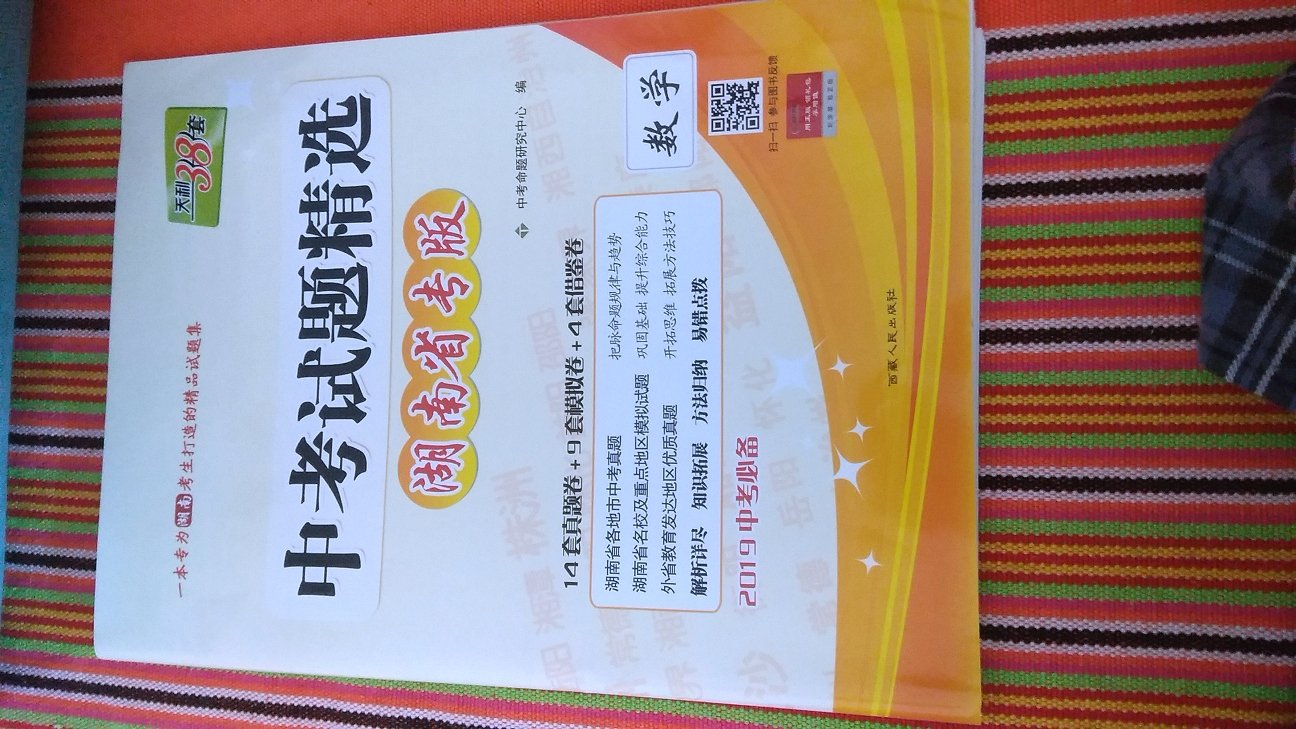 一本专为湖南考生打造的精品试题集
天利38套
中考试题精选
湖南省专版
中考命题研究中心 编
14套真题卷+9套模拟卷+4套借鉴卷
湖南省各地市中考真题 把脉命题规律与趋势
湖南省名校及重点地区模拟试题 巩固基础 提升综合能力
外省教育发达地区优质真题 开拓思维 拓展方法技巧
解析详尽 知识拓展 方法归纳 易错点拨
2019中考必备
数学
扫一扫 参与图书反馈
西藏人民出版社